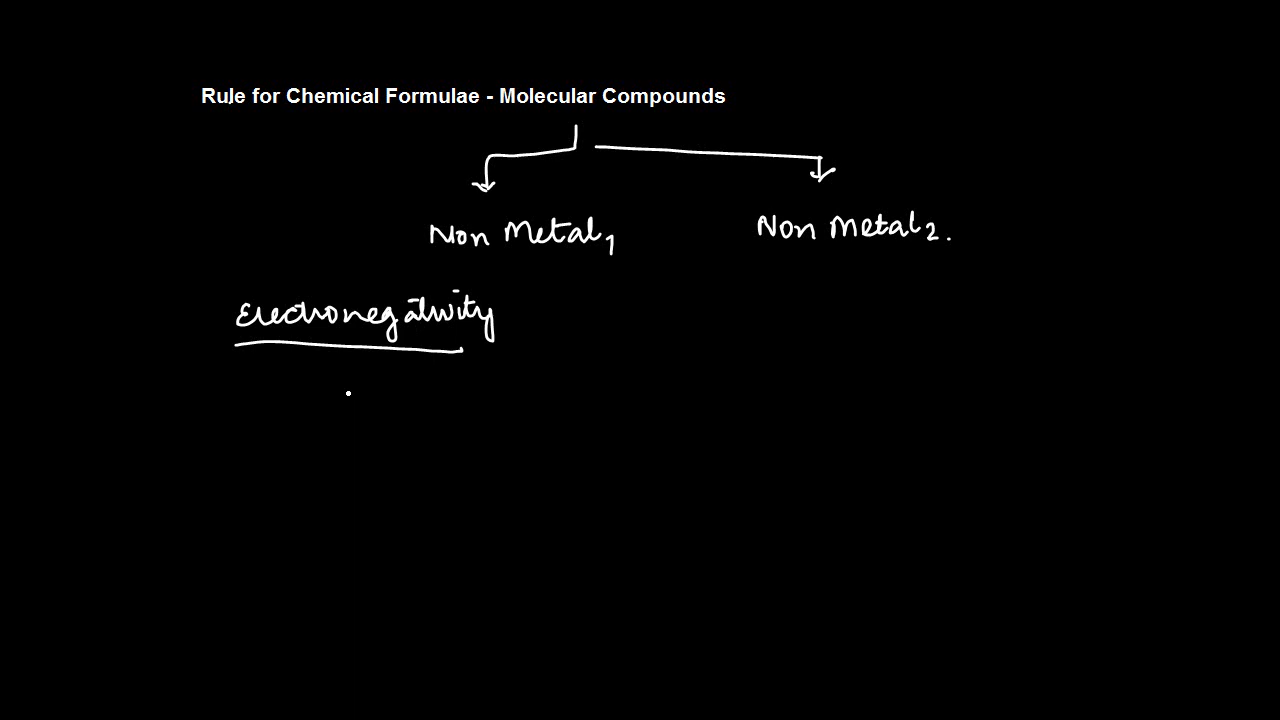 Rule for Chemical Formulae - Molecular Compounds
Non Metal1 Non Metal2.
Electronegativity